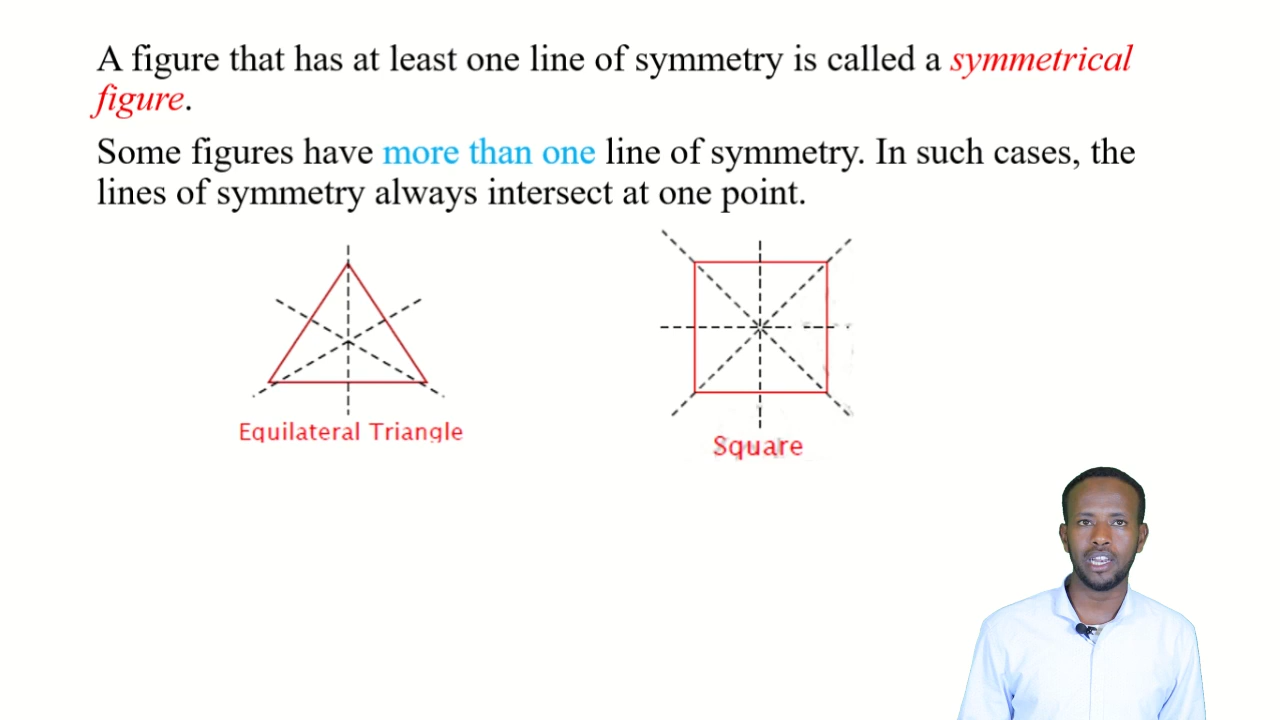 A figure that has at least one line of symmetry is called a symmetrical
figure.
Some figures have more than one line of symmetry. In such cases, the
lines of symmetry always intersect at one point.
Equilateral Triangle
Square